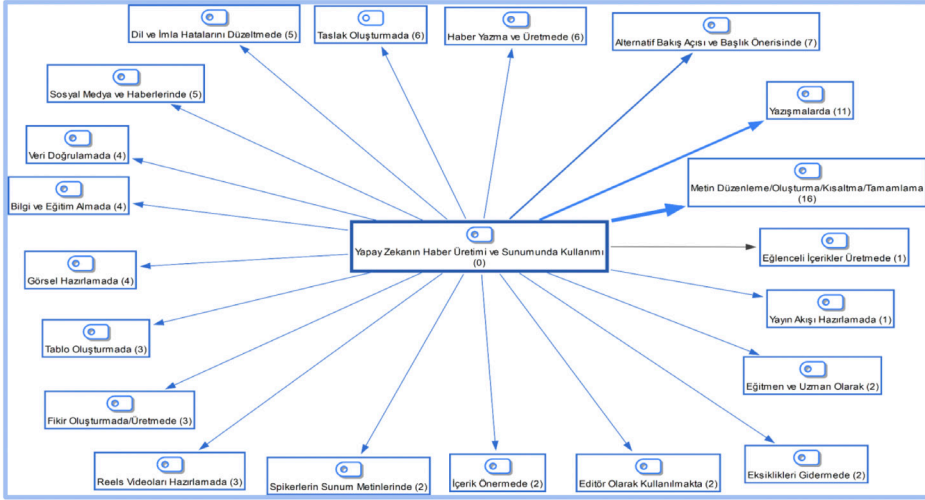 Dil ve İmla Hatalarını Düzeltmede (5)
Taslak Oluşturmada (6)
Haber Yazma ve Üretmede (6)
Alternatif Bakış Açısı ve Başlık Önerisinde (7)
Sosyal Medya ve Haberlerinde (5)
Yazışmalarda (11)
Veri Doğrulamada (4)
Metin Düzenleme/Oluşturma/Kısaltma/Tamamlama
(16)
Bilgi ve Eğitim Almada (4)
Yapay Zekanın Haber Üretimi ve Sunumunda Kullanımı
(0)
Eğlenceli İçerikler Üretmede (1)
Görsel Hazırlamada (4)
Yayın Akışı Hazırlamada (1)
Tablo Oluşturmada (3)
Eğitmen ve Uzman Olarak (2)
Fikir Oluşturmada/Üretmede (3)
Reels Videoları Hazırlamada (3)
Spikerlerin Sunum Metinlerinde (2)
İçerik Önermede (2)
Editör Olarak Kullanılmakta (2)
Eksiklikleri Gidermede (2)